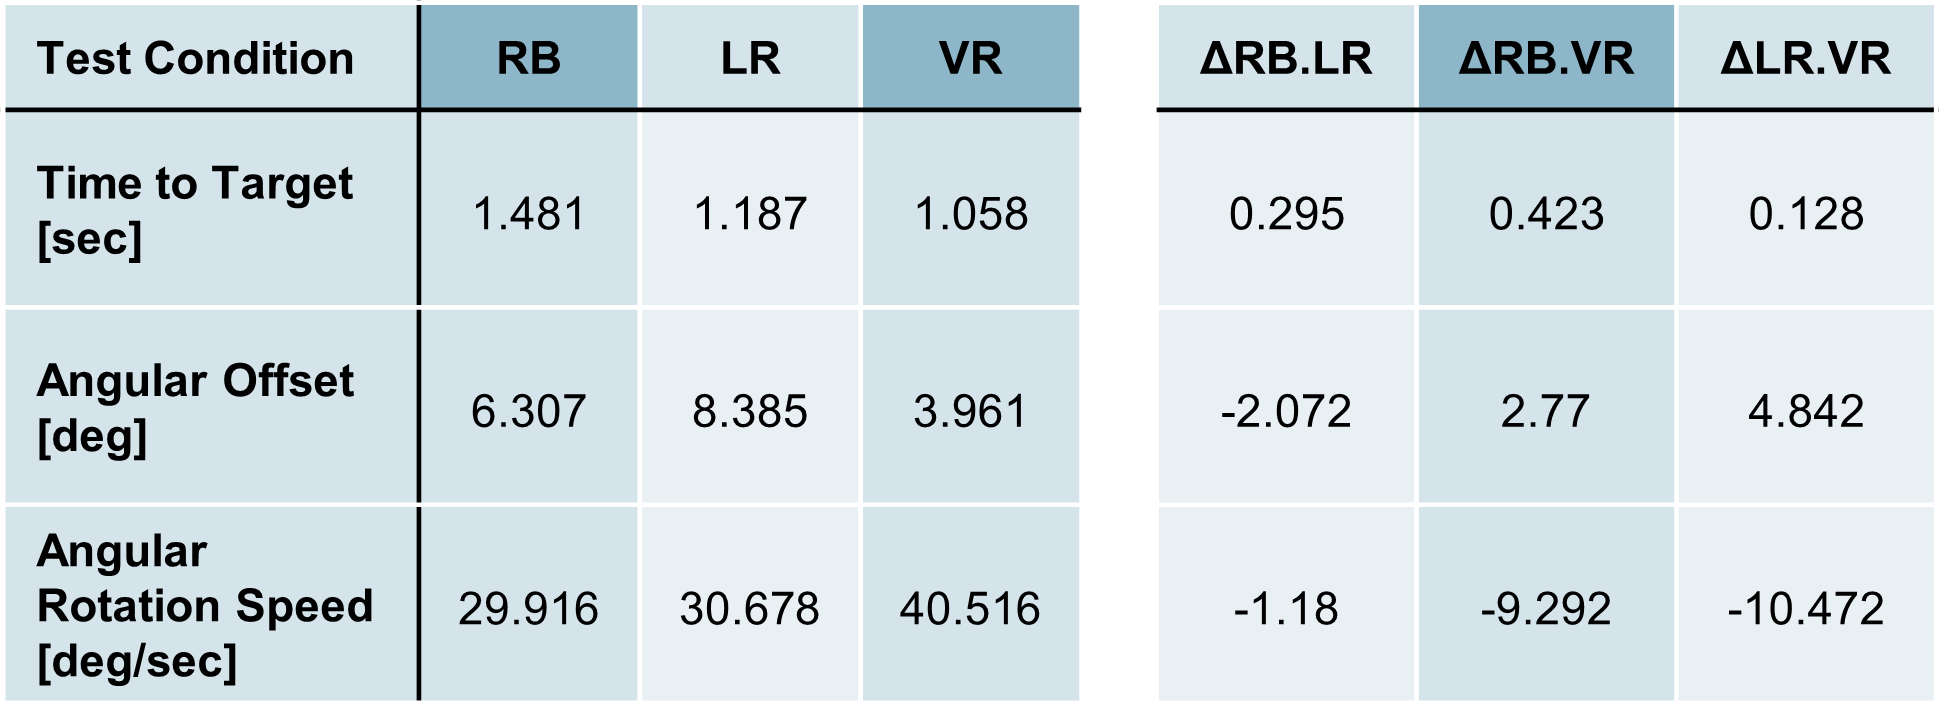 Test Condition RB LR VR ΔRB.LR ΔRB.VR ΔLR.VR
Time to Target
[sec] 1.481 1.187 1.058 0.295 0.423 0.128
Angular Offset
[deg] 6.307 8.385 3.961 -2.072 2.77 4.842
Angular
Rotation Speed 29.916 30.678 40.516 -1.18 -9.292 -10.472
[deg/sec]